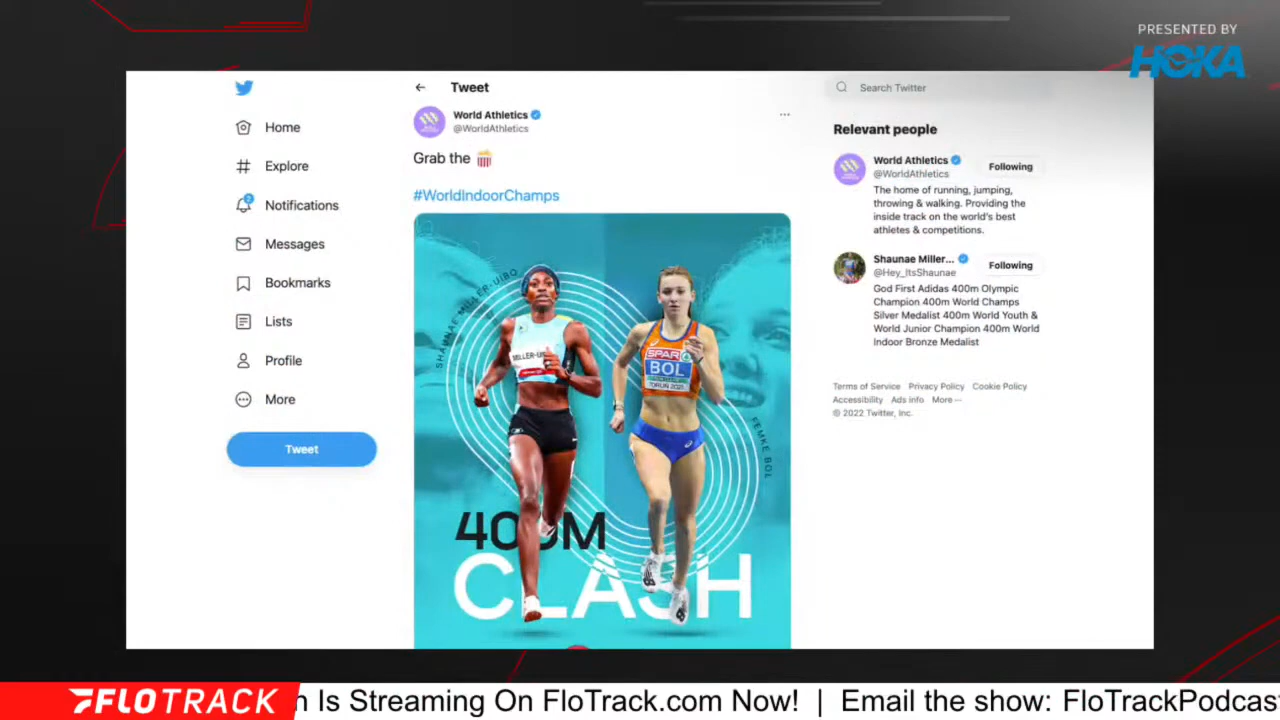 PRESENTED BY
HOKA
Tweet
Search Twitter
Home
Explore
2
Notifications
Messages
Bookmarks
Lists
Profile
More
Tweet
World Athletics
@WorldAthletics
Grab the
#WorldIndoorChamps
SHAUNAE MILLER-UIBO
MILLER-UI
SPAR
BOL
TORUN 2021
FEMKE BOL
400M
CLASH
Relevant people
World Athletics
Following
@WorldAthletics
The home of running, jumping,
throwing & walking. Providing the
inside track on the world's best
athletes & competitions.
Shaunae Miller...
Following
@Hey_ItsShaunae
God First Adidas 400m Olympic
Champion 400m World Champs
Silver Medalist 400m World Youth &
World Junior Champion 400m World
Indoor Bronze Medalist
Terms of Service Privacy Policy Cookie Policy
Accessibility Ads info More ···
© 2022 Twitter, Inc.
FLOTRACK
n Is Streaming On FloTrack.com Now! | Email the show: FloTrackPodcas